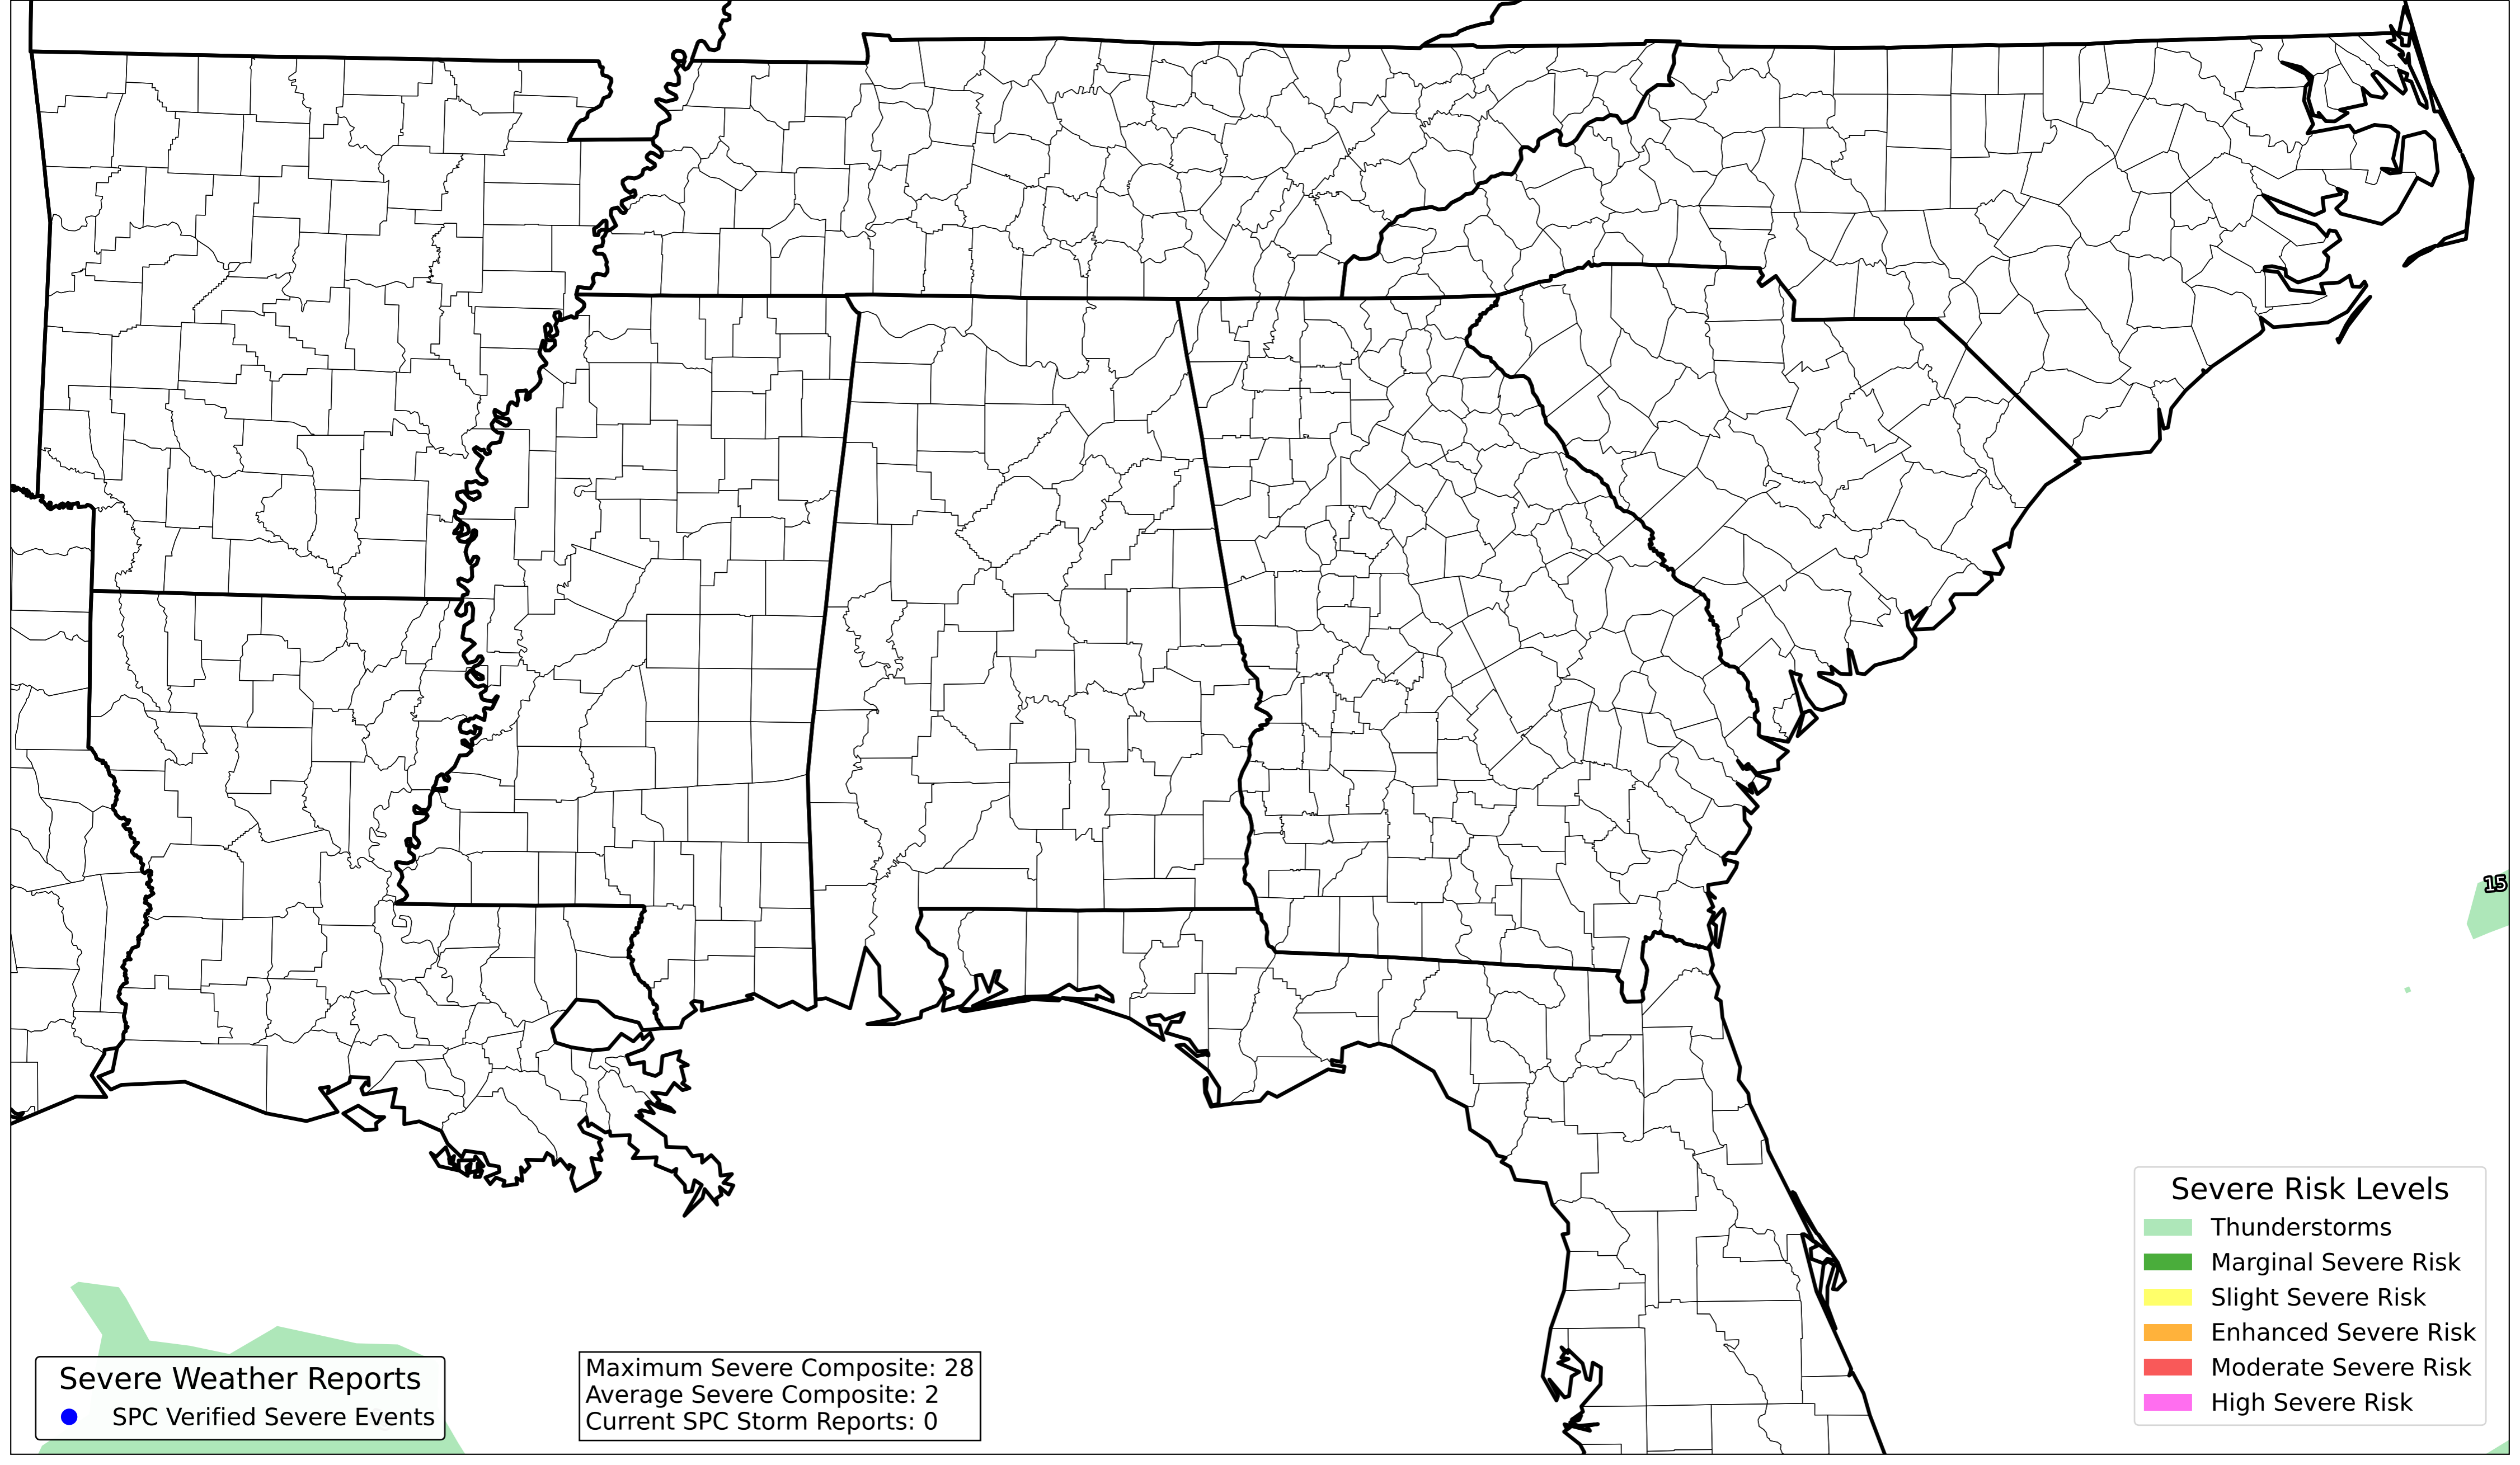 15
Severe Risk Levels
Thunderstorms
Marginal Severe Risk
Slight Severe Risk
Enhanced Severe Risk
Moderate Severe Risk
High Severe Risk
Severe Weather Reports
SPC Verified Severe Events
Maximum Severe Composite: 28
Average Severe Composite: 2
Current SPC Storm Reports: 0